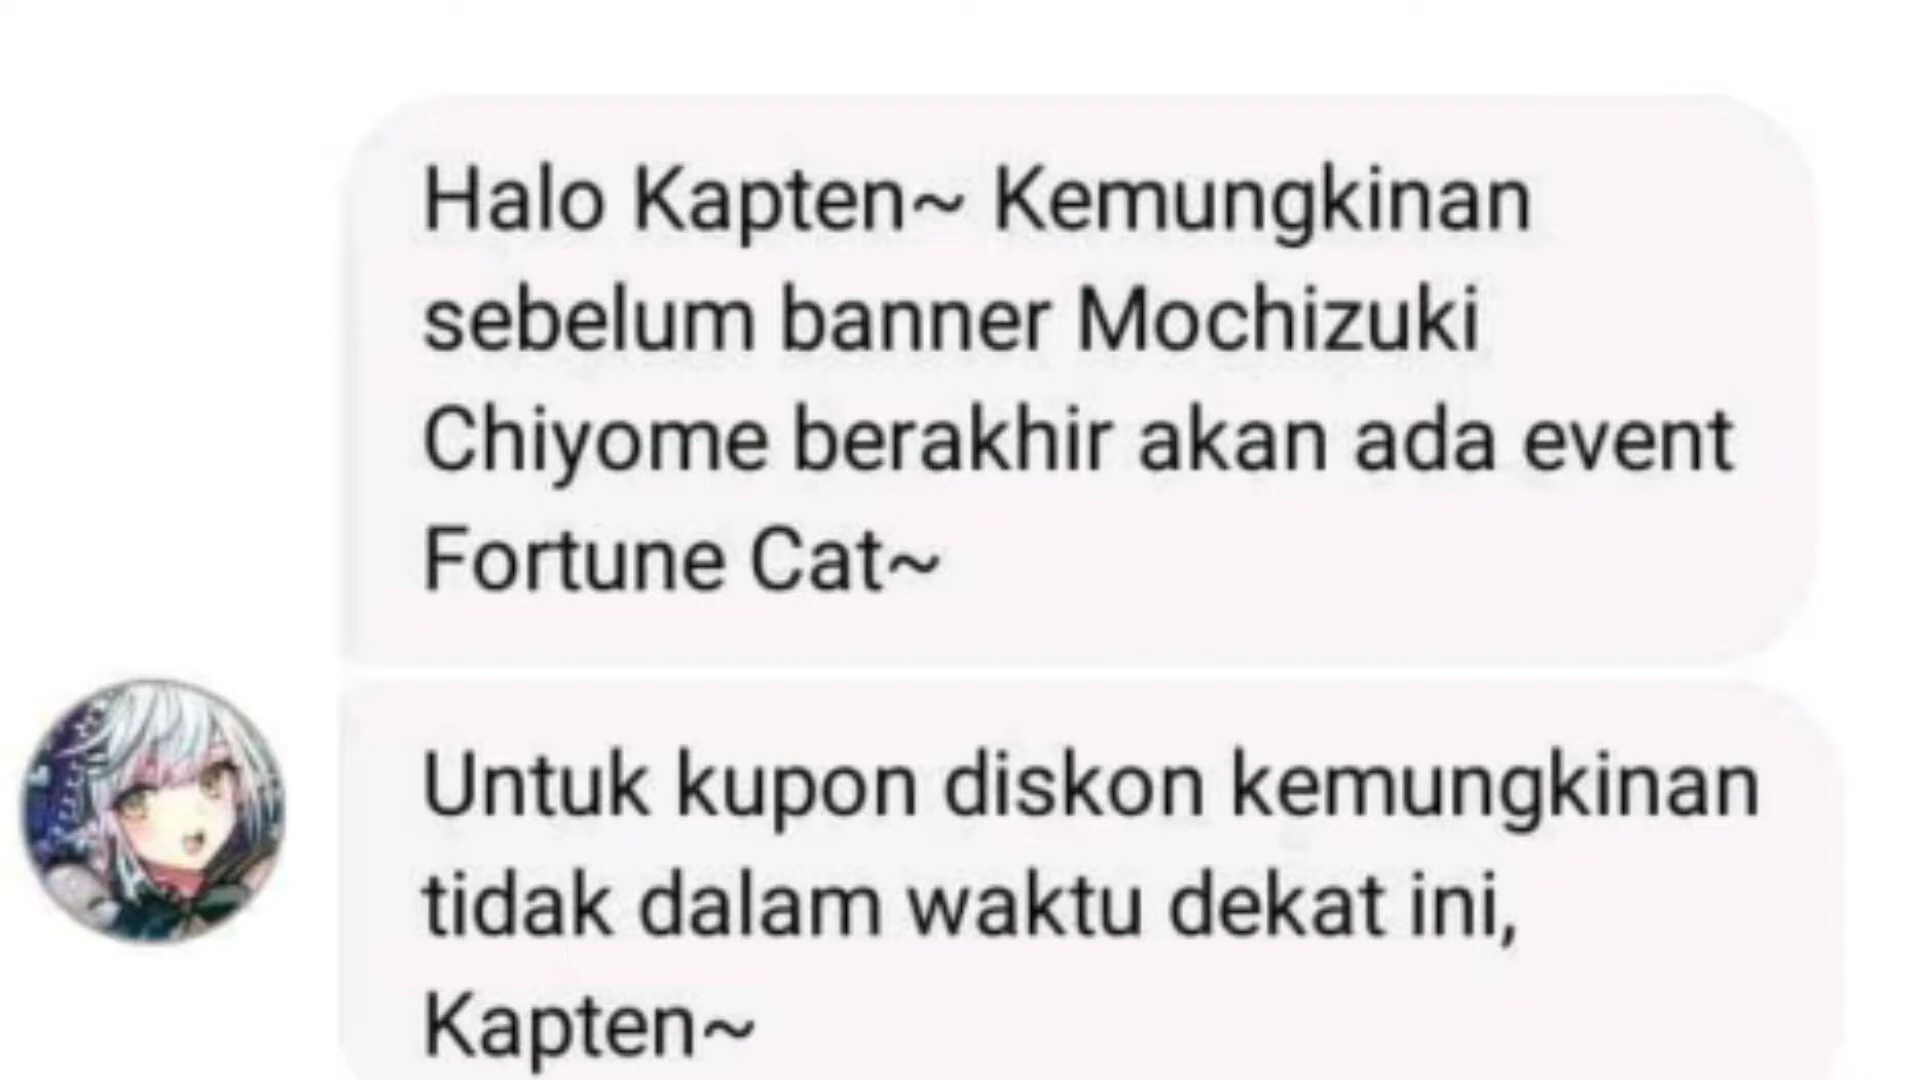 Halo Kapten~ Kemungkinan
sebelum banner Mochizuki
Chiyome berakhir akan ada event
Fortune Cat~
Untuk kupon diskon kemungkinan
tidak dalam waktu dekat ini,
Kapten~